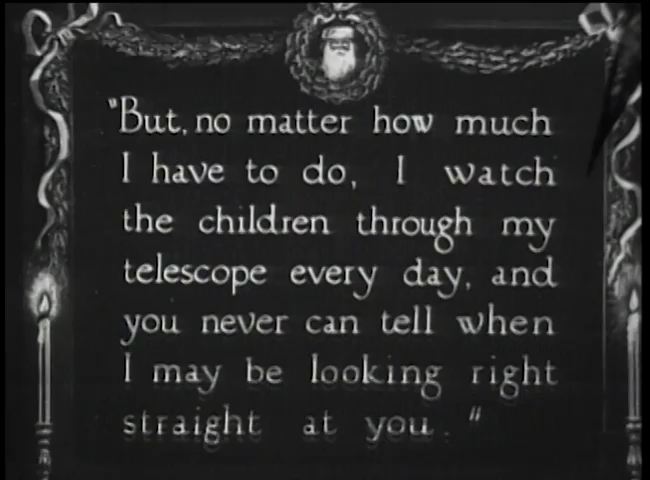 "But, no matter how much
I have to do, I watch
the children through my
telescope every day, and
you never can tell when
I may be looking right
straight at you."